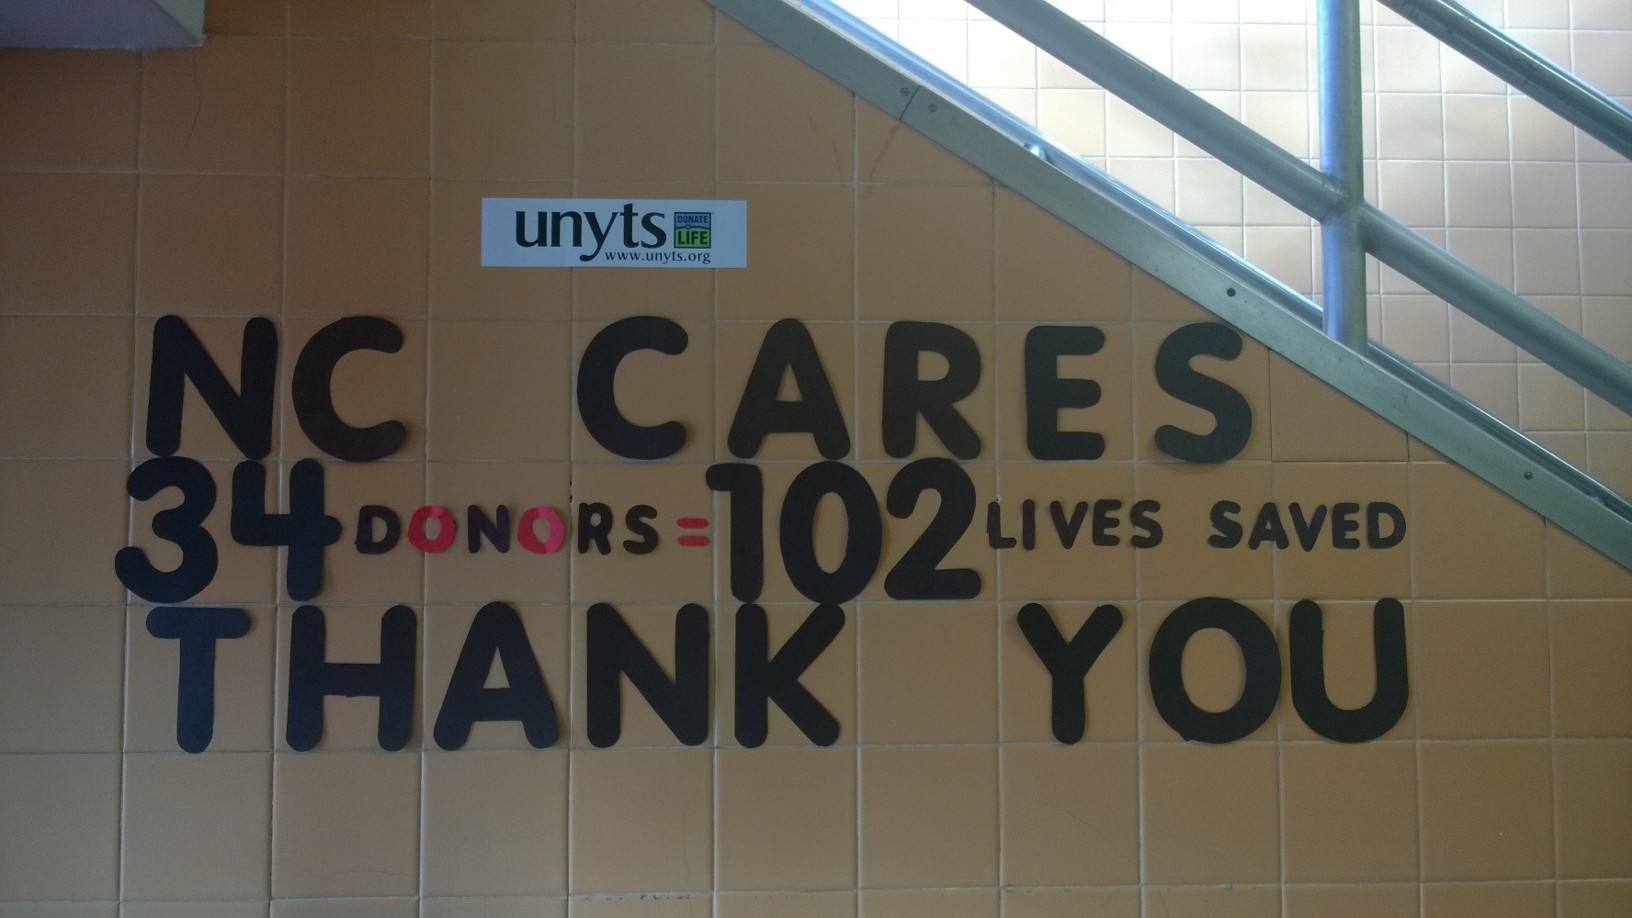 unyts DONATE LIFE
www.unyts.org
NC CARES
34 DONORS = 102 LIVES SAVED
THANK YOU